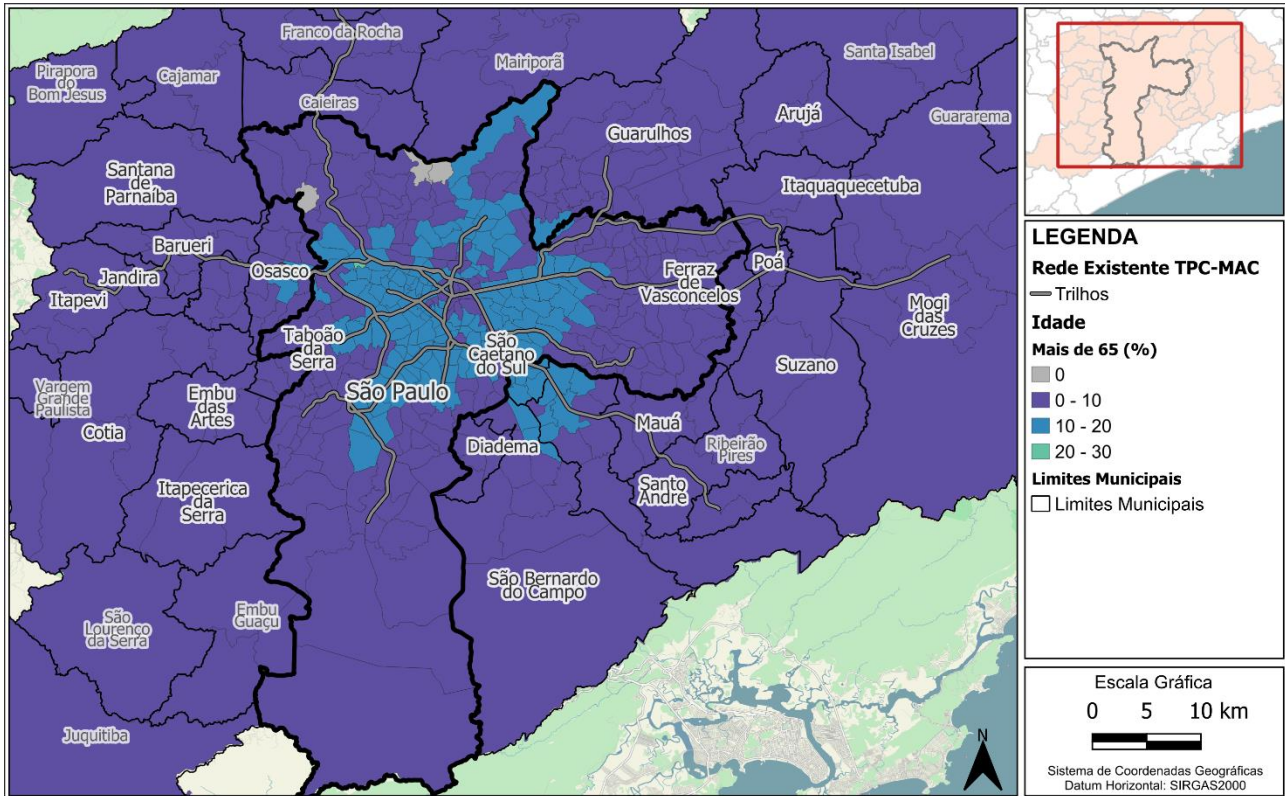 Franco da Rocha
Mairiporã
Santa Isabel
Pirapora
do
Bom Jesus
Cajamar
Caieiras
Guarulhos
Arujá
Guararema
Santana
de
Parnaíba
Itaquaquecetuba
Barueri
Jandira
Itapevi
Osasco
Ferraz
de
Vasconcelos
Poá
Mogi
das
Cruzes
Taboão
da
Serra
São
Caetano
do Sul
Suzano
São Paulo
Vargem
Grande
Paulista
Cotia
Embu
das
Artes
Mauá
Diadema
Ribeirão
Pires
Itapecerica
da
Serra
Santo
André
São Bernardo
do Campo
São
Lourenço
da Serra
Embu
Guaçu
Juquitiba
N
LEGENDA
Rede Existente TPC-MAC
Trilhos
Idade
Mais de 65 (%)
0
0 - 10
10 - 20
20 - 30
Limites Municipais
Limites Municipais
Escala Gráfica
0 5 10 km
Sistema de Coordenadas Geográficas
Datum Horizontal: SIRGAS2000